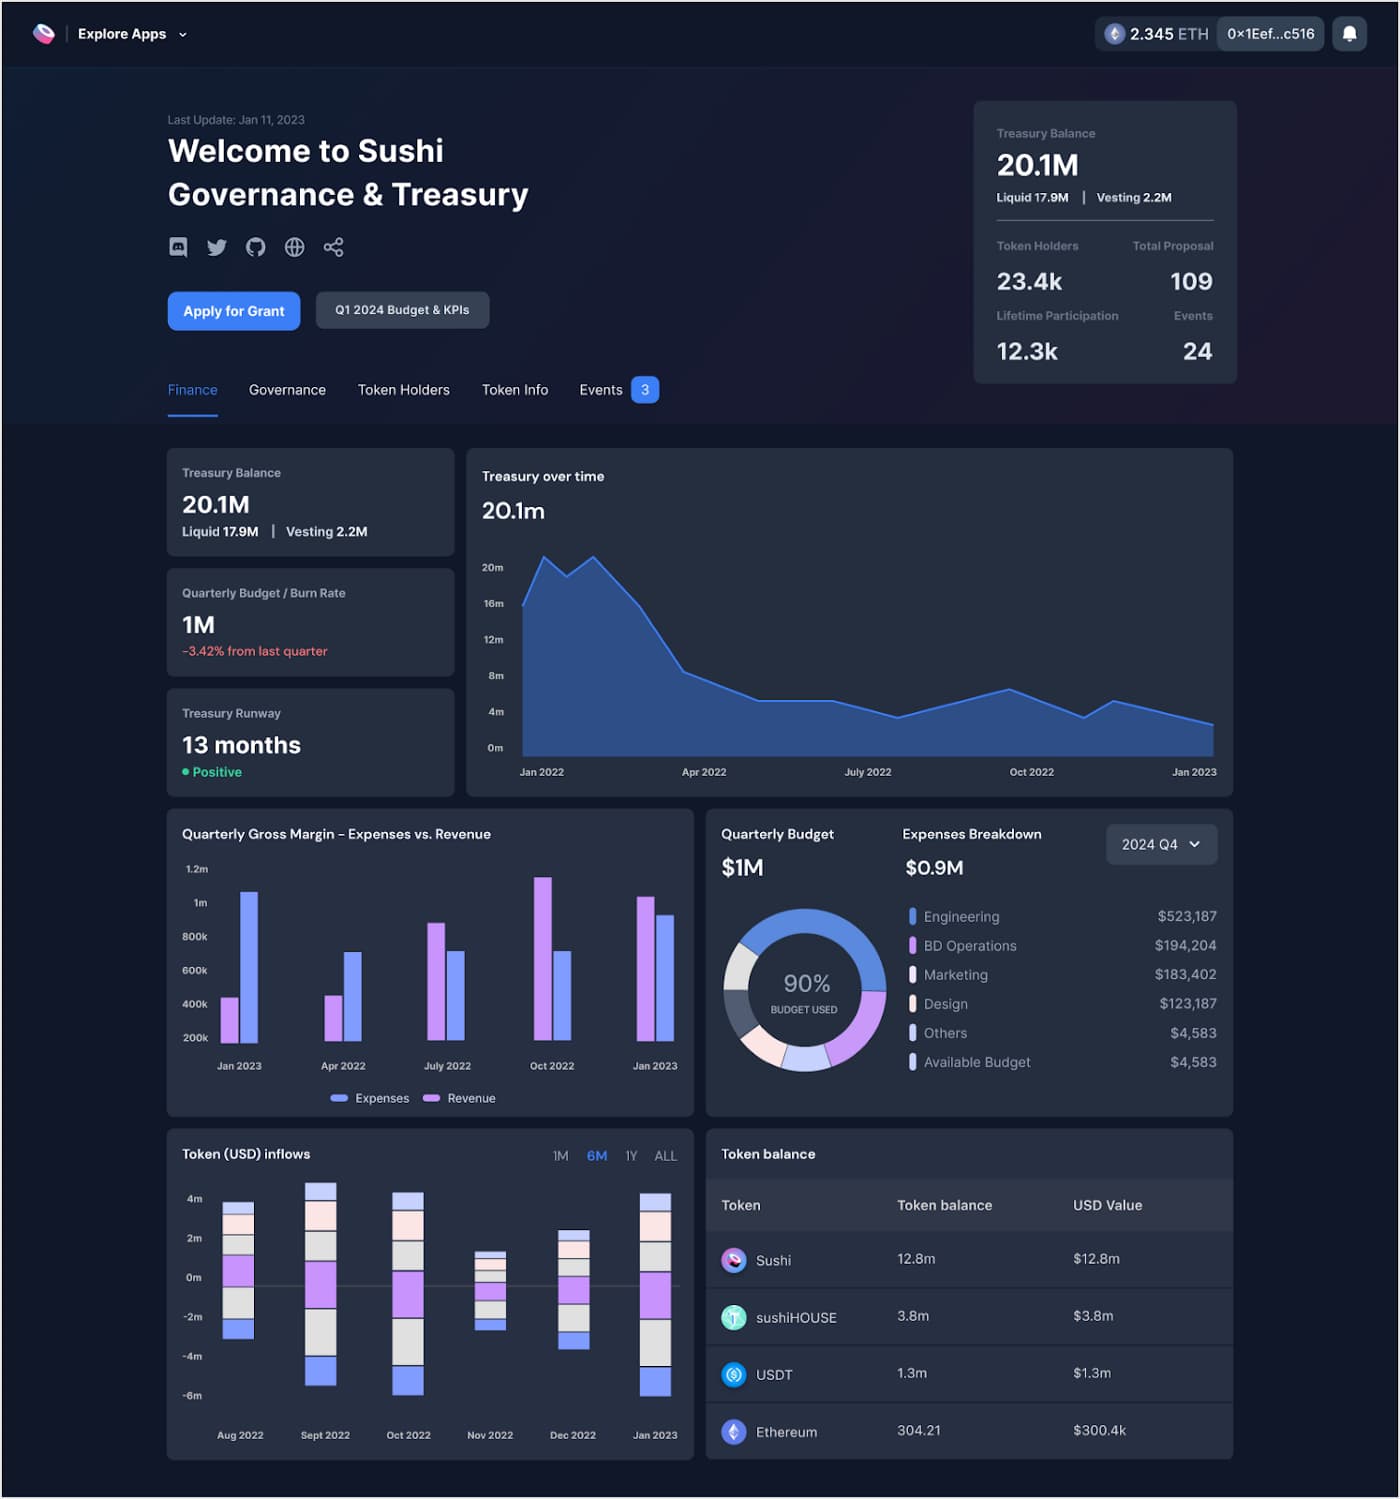 Explore Apps
2.345 ETH
0x1Eef...c516
Last Update: Jan 11, 2023
Welcome to Sushi
Governance & Treasury
Apply for Grant
Q1 2024 Budget & KPIs
Treasury Balance
20.1M
Liquid 17.9M | Vesting 2.2M
Token Holders Total Proposal
23.4k 109
Lifetime Participation Events
12.3k 24
Finance Governance Token Holders Token Info Events 3
Treasury Balance
20.1M
Liquid 17.9M | Vesting 2.2M
Quarterly Budget / Burn Rate
1M
-3.42% from last quarter
Treasury Runway
13 months
Positive
Treasury over time
20.1m
20m
16m
12m
8m
4m
0m
Jan 2022 Apr 2022 July 2022 Oct 2022 Jan 2023
Quarterly Gross Margin - Expenses vs. Revenue
1.2m
1m
800k
600k
400k
200k
Jan 2023 Apr 2022 July 2022 Oct 2022 Jan 2023
Expenses Revenue
Quarterly Budget
$1M
90%
BUDGET USED
Expenses Breakdown
$0.9M
2024 Q4
Engineering $523,187
BD Operations $194,204
Marketing $183,402
Design $123,187
Others $4,583
Available Budget $4,583
Token (USD) inflows
1M 6M 1Y ALL
4m
2m
0m
-2m
-4m
-6m
Aug 2022 Sept 2022 Oct 2022 Nov 2022 Dec 2022 Jan 2023
Token balance
Token Token balance USD Value
Sushi 12.8m $12.8m
sushiHOUSE 3.8m $3.8m
USDT 1.3m $1.3m
Ethereum 304.21 $300.4k